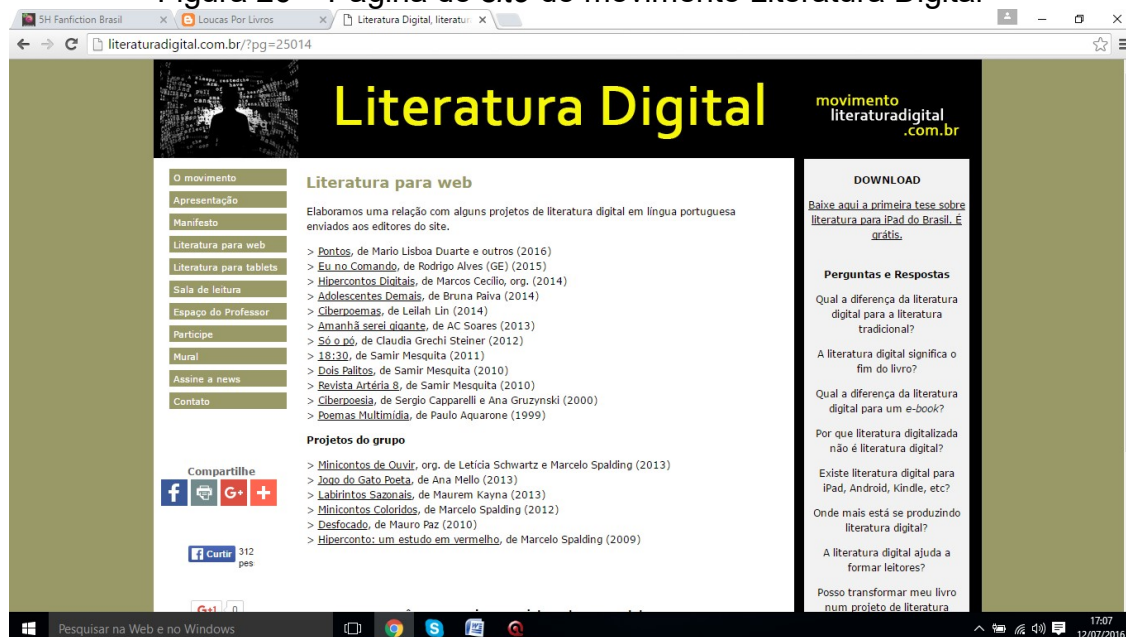 5H Fanfiction Brasil
Loucas Por Livros
Literatura Digital, literatur
literaturadigital.com.br/?pg=25014
Literatura Digital
movimento
literaturadigital
.com.br
O movimento
Apresentação
Manifesto
Literatura para web
Literatura para tablets
Sala de leitura
Espaço do Professor
Participe
Mural
Assine a news
Contato
Compartilhe
Curtir 312
pes
G+1 0
Literatura para web
Elaboramos uma relação com alguns projetos de literatura digital em língua portuguesa
enviados aos editores do site.
> Pontos, de Mario Lisboa Duarte e outros (2016)
> Eu no Comando, de Rodrigo Alves (GE) (2015)
> Hipercontos Digitais, de Marcos Cecílio, org. (2014)
> Adolescentes Demais, de Bruna Paiva (2014)
> Ciberpoemas, de Leilah Lin (2014)
> Amanhã serei gigante, de AC Soares (2013)
> Só o pó, de Claudia Grechi Steiner (2012)
> 18:30, de Samir Mesquita (2011)
> Dois Palitos, de Samir Mesquita (2010)
> Revista Artéria 8, de Samir Mesquita (2010)
> Ciberpoesia, de Sergio Capparelli e Ana Gruzynski (2000)
> Poemas Multimídia, de Paulo Aquarone (1999)
Projetos do grupo
> Minicontos de Ouvir, org. de Letícia Schwartz e Marcelo Spalding (2013)
> Jogo do Gato Poeta, de Ana Mello (2013)
> Labirintos Sazonais, de Maurem Kayna (2013)
> Minicontos Coloridos, de Marcelo Spalding (2012)
> Desfocado, de Mauro Paz (2010)
> Hiperconto: um estudo em vermelho, de Marcelo Spalding (2009)
DOWNLOAD
Baixe aqui a primeira tese sobre
literatura para iPad do Brasil. É
grátis.
Perguntas e Respostas
Qual a diferença da literatura
digital para a literatura
tradicional?
A literatura digital significa o
fim do livro?
Qual a diferença da literatura
digital para um e-book?
Por que literatura digitalizada
não é literatura digital?
Existe literatura digital para
iPad, Android, Kindle, etc?
Onde mais está se produzindo
literatura digital?
A literatura digital ajuda a
formar leitores?
Posso transformar meu livro
num projeto de literatura
Pesquisar na Web e no Windows
17:07
12/07/2016